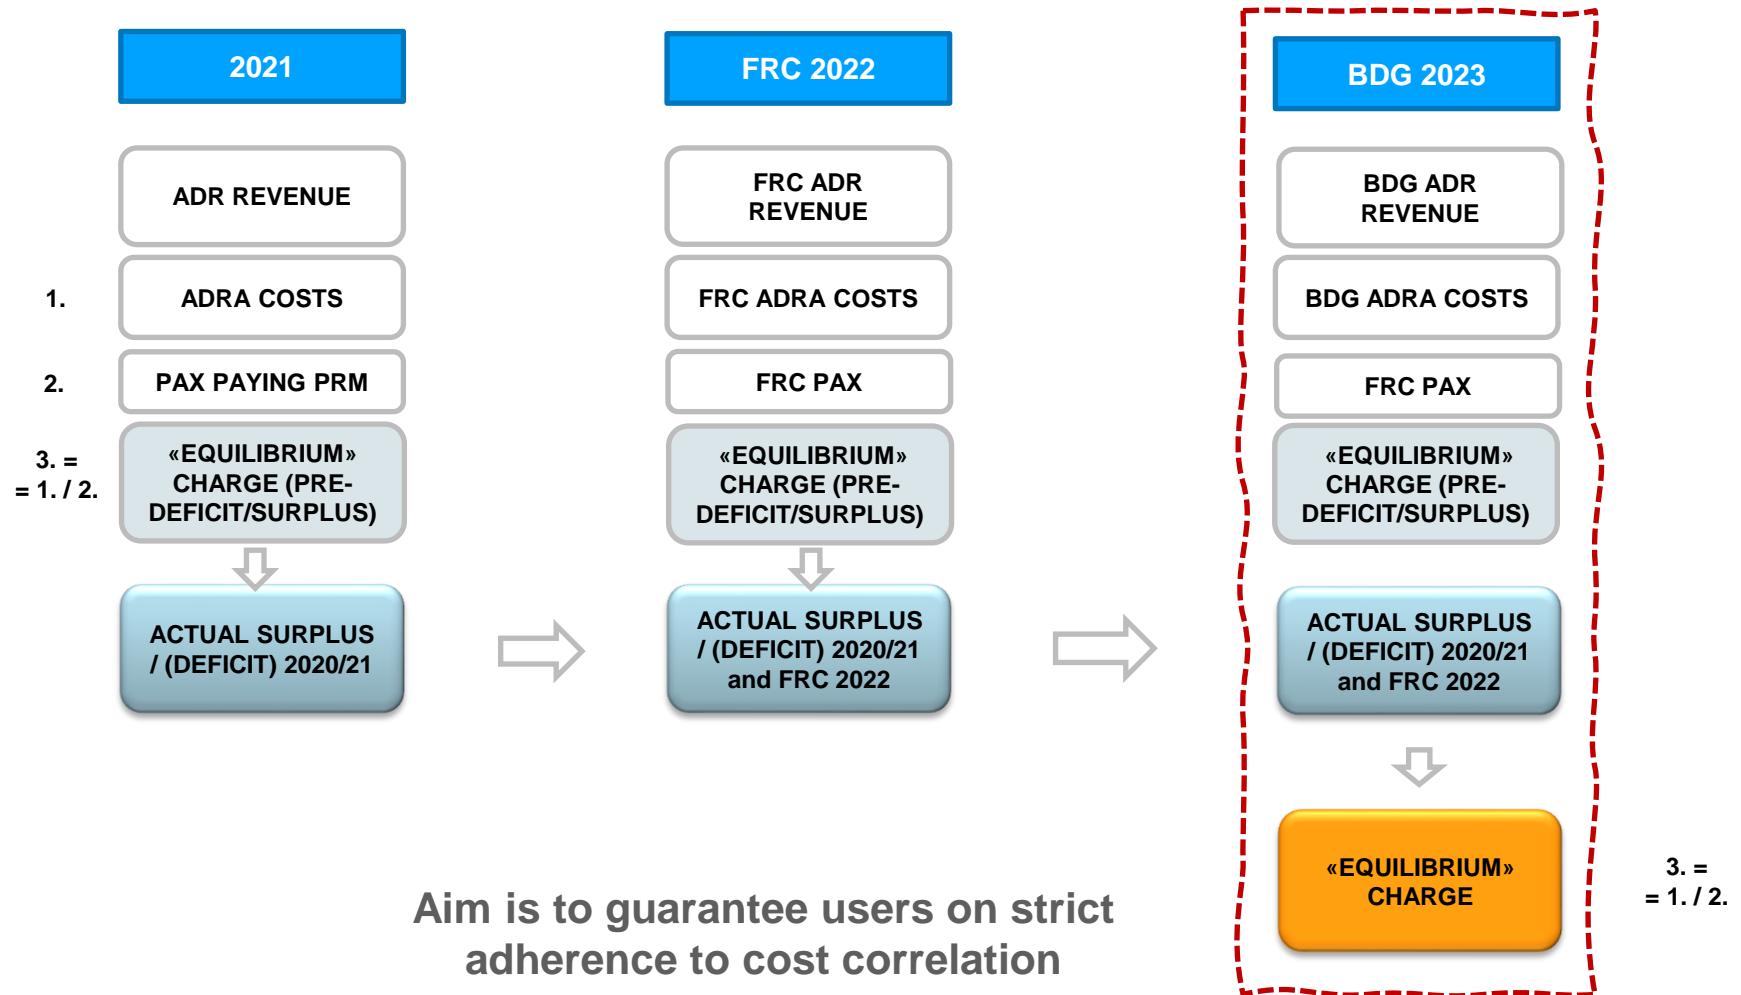 2021
ADR REVENUE
1.
ADRA COSTS
2.
PAX PAYING PRM
3. =
= 1. / 2.
«EQUILIBRIUM»
CHARGE (PRE-
DEFICIT/SURPLUS)
ACTUAL SURPLUS
/ (DEFICIT) 2020/21
FRC 2022
FRC ADR
REVENUE
FRC ADRA COSTS
FRC PAX
«EQUILIBRIUM»
CHARGE (PRE-
DEFICIT/SURPLUS)
ACTUAL SURPLUS
/ (DEFICIT) 2020/21
and FRC 2022
BDG 2023
BDG ADR
REVENUE
BDG ADRA COSTS
FRC PAX
«EQUILIBRIUM»
CHARGE (PRE-
DEFICIT/SURPLUS)
ACTUAL SURPLUS
/ (DEFICIT) 2020/21
and FRC 2022
«EQUILIBRIUM»
CHARGE
3. =
= 1. / 2.
Aim is to guarantee users on strict
adherence to cost correlation